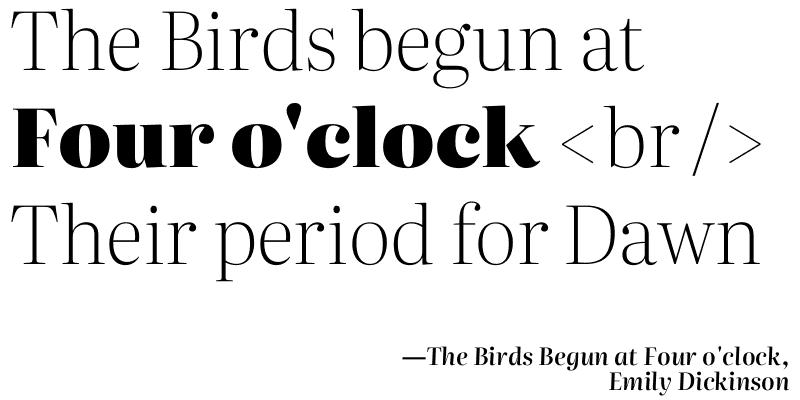 The Birds begun at
Four o'clock <br/>
Their period for Dawn
—The Birds Begun at Four o'clock,
Emily Dickinson